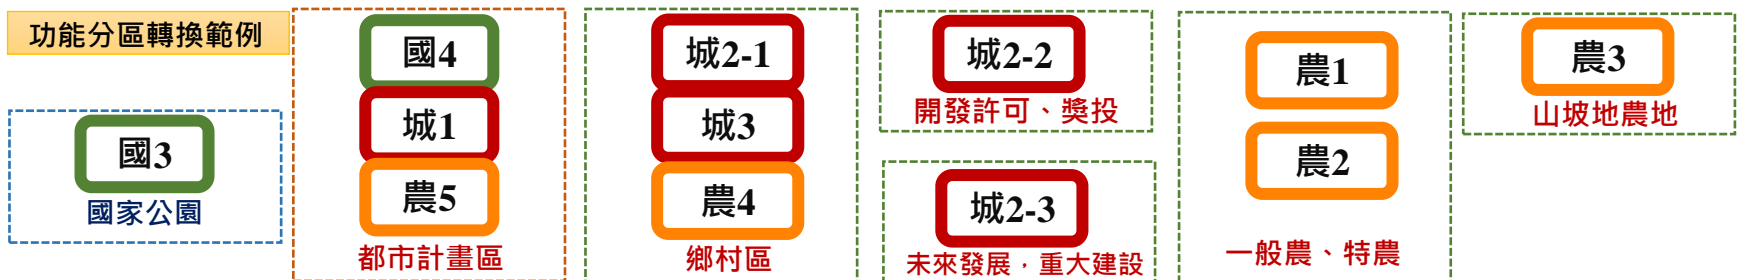 功能分區轉換範例
國3
國家公園
國4
城1
農5
都市計畫區
城2-1
城3
農4
鄉村區
城2-2
開發許可、獎投
城2-3
未來發展，重大建設
農1
農2
一般農、特農
農3
山坡地農地